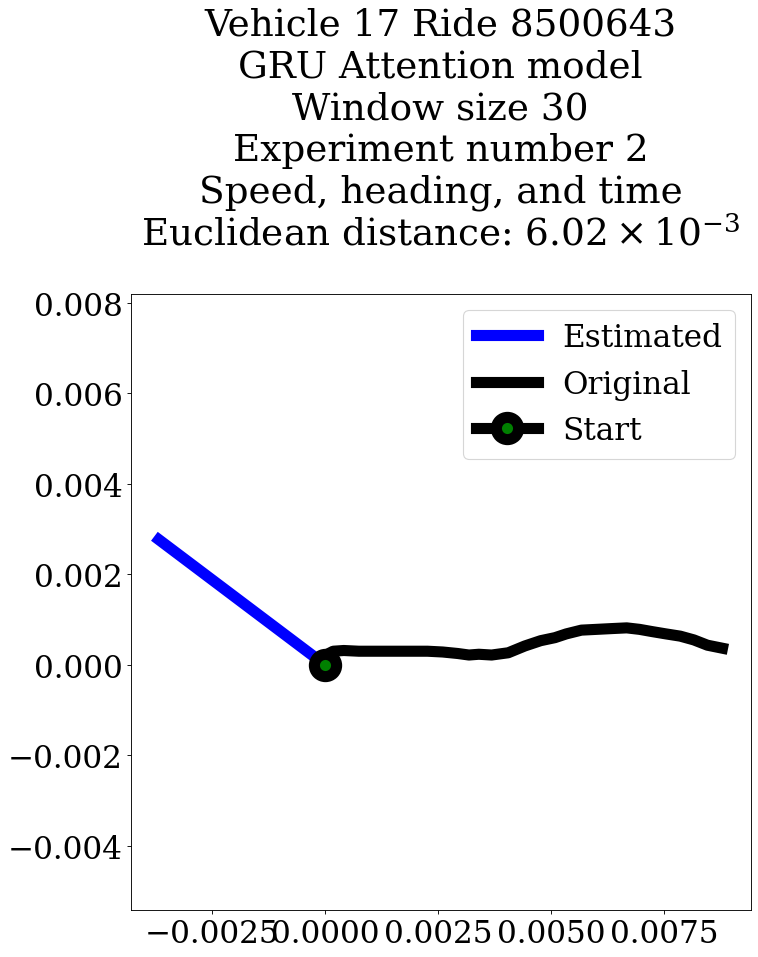 Vehicle 17 Ride 8500643
GRU Attention model
Window size 30
Experiment number 2
Speed, heading, and time
Euclidean distance: 6.02 × 10⁻³
Estimated
Original
Start
0.008
0.006
0.004
0.002
0.000
−0.002
−0.004
−0.0025 0.0000 0.0025 0.0050 0.0075